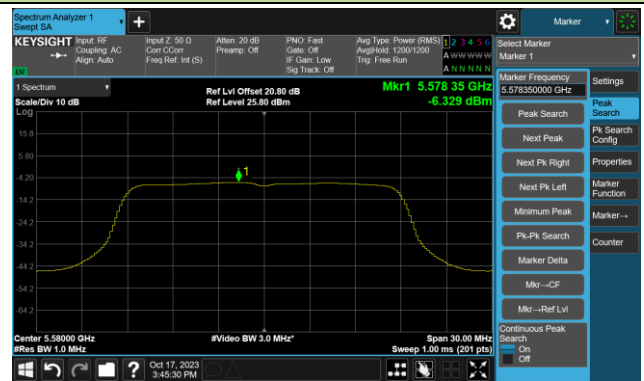 Spectrum Analyzer 1
Swept SA
Marker
KEYSIGHT
Input: RF
Coupling: AC
Align: Auto
Input Z: 50 Ω
Corr CCorr
Freq Ref: Int (S)
Atten: 20 dB
Preamp: Off
PNO: Fast
Gate: Off
IF Gain: Low
Sig Track: Off
Avg Type: Power (RMS)
Avg|Hold: 1200/1200
Trig: Free Run
1 2 3 4 5 6
A W W W W W
A N N N N N
LV
1 Spectrum
Scale/Div 10 dB
Ref Lvl Offset 20.80 dB
Ref Level 25.80 dBm
Mkr1 5.578 35 GHz
-6.329 dBm
Log
15.8
5.80
-4.20
-14.2
-24.2
-34.2
-44.2
-54.2
-64.2
1
Center 5.58000 GHz
#Res BW 1.0 MHz
#Video BW 3.0 MHz*
Span 30.00 MHz
Sweep 1.00 ms (201 pts)
Oct 17, 2023
3:45:30 PM
Select Marker
Marker 1
Marker Frequency
5.578350000 GHz
Peak Search
Next Peak
Next Pk Right
Next Pk Left
Minimum Peak
Pk-Pk Search
Marker Delta
Mkr→CF
Mkr→Ref Lvl
Continuous Peak
Search
On
Off
Settings
Peak
Search
Pk Search
Config
Properties
Marker
Function
Marker→
Counter